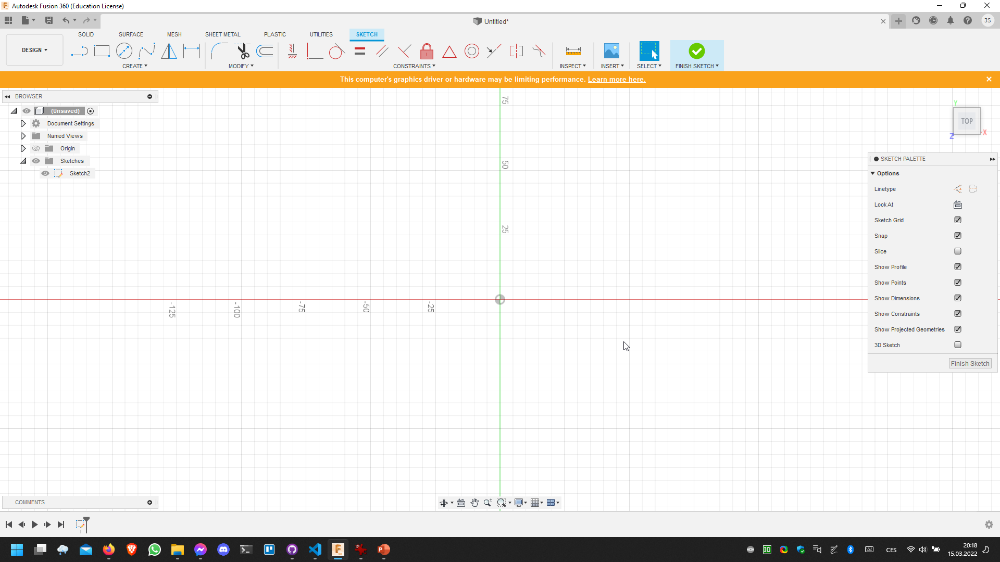 Autodesk Fusion 360 (Education License)
Untitled*
JS
SOLID
SURFACE
MESH
SHEET METAL
PLASTIC
UTILITIES
SKETCH
DESIGN
CREATE
MODIFY
CONSTRAINTS
INSPECT
INSERT
SELECT
FINISH SKETCH
This computer's graphics driver or hardware may be limiting performance. Learn more here.
BROWSER
(Unsaved)
Document Settings
Named Views
Origin
Sketches
Sketch2
75
50
25
-125
-100
-75
-50
-25
Y
TOP
X
Z
SKETCH PALETTE
Options
Linetype
Look At
Sketch Grid
Snap
Slice
Show Profile
Show Points
Show Dimensions
Show Constraints
Show Projected Geometries
3D Sketch
Finish Sketch
COMMENTS
CES
20:18
15.03.2022